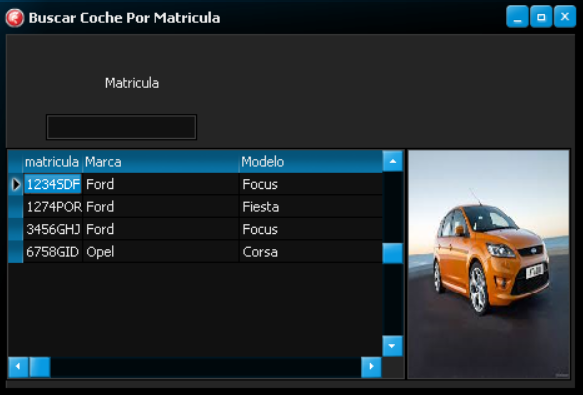 Buscar Coche Por Matricula
Matricula
matricula Marca Modelo
1234SDF Ford Focus
1274POR Ford Fiesta
3456GHJ Ford Focus
6758GID Opel Corsa